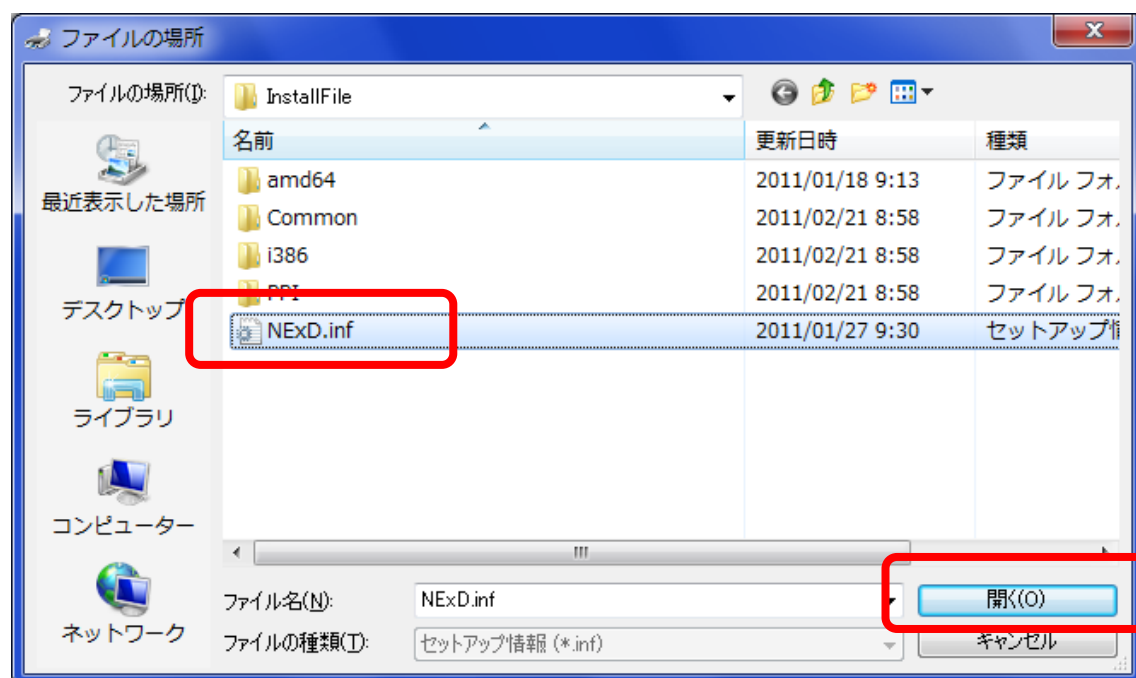 ファイルの場所
ファイルの場所(I):
InstallFile
名前 更新日時 種類
amd64 2011/01/18 9:13 ファイル フォ
Common 2011/02/21 8:58 ファイル フォ
i386 2011/02/21 8:58 ファイル フォ
PPI 2011/02/21 8:58 ファイル フォ
NExD.inf 2011/01/27 9:30 セットアップ情
最近表示した場所
デスクトップ
ライブラリ
コンピューター
ネットワーク
ファイル名(N): NExD.inf 開く(O)
ファイルの種類(T): セットアップ情報 (*.inf) キャンセル